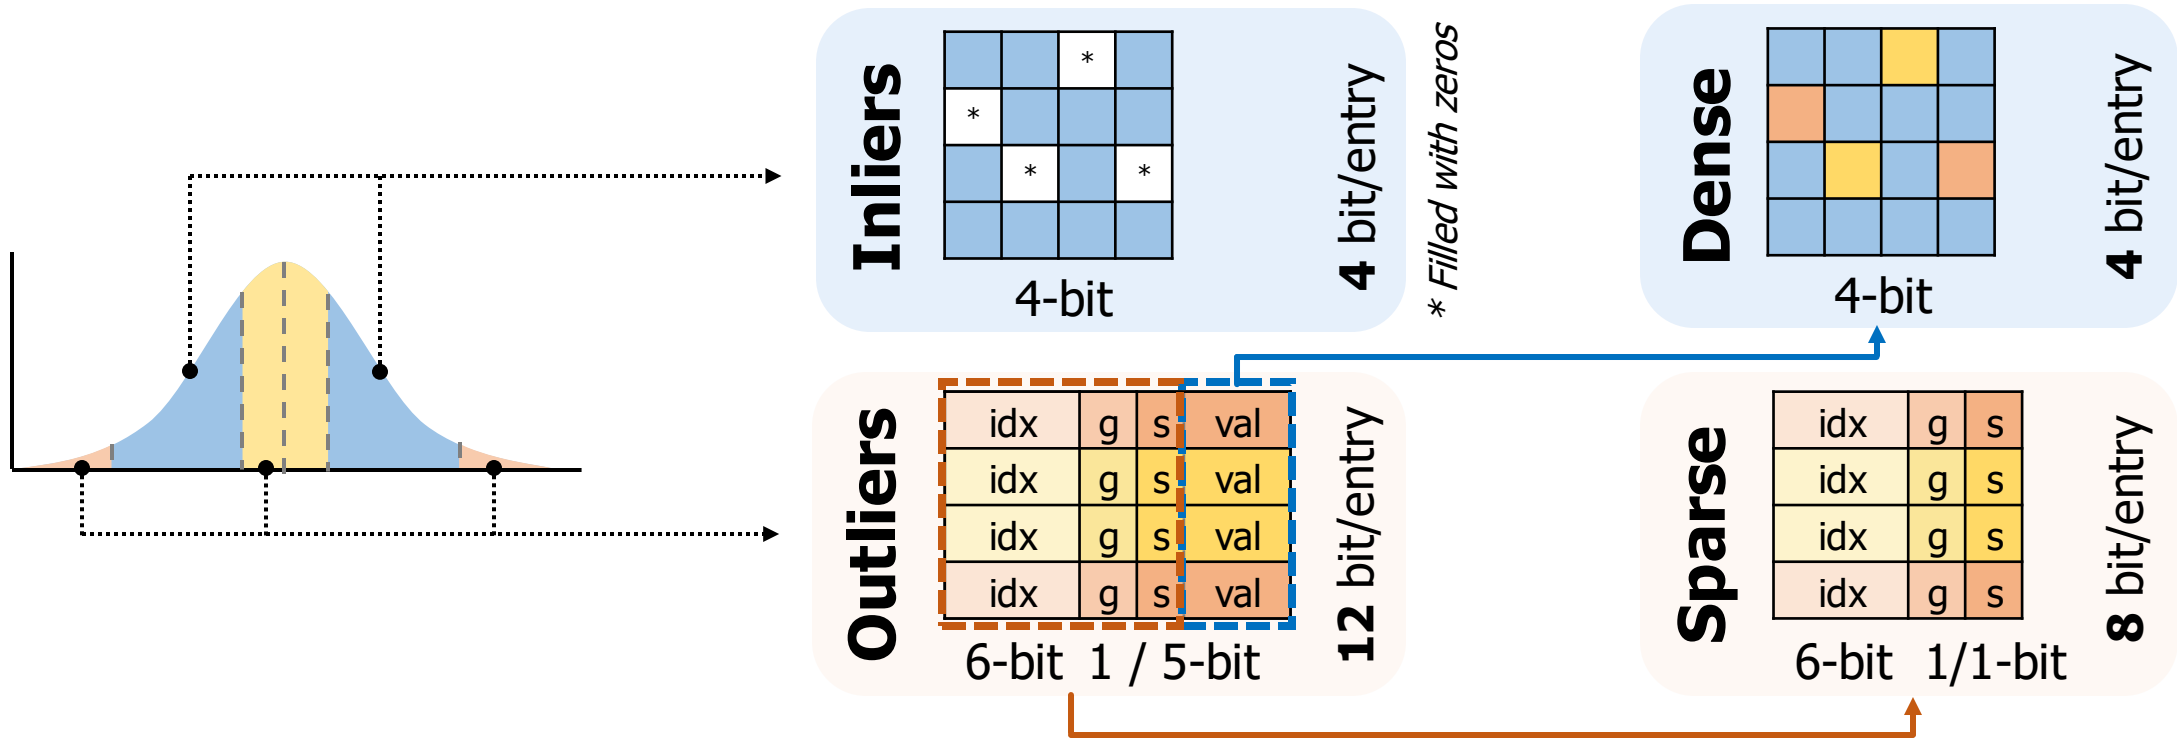 Inliers
*
*
* *
4-bit
4 bit/entry
* Filled with zeros
Dense
4-bit
4 bit/entry
Outliers
idx g s val
idx g s val
idx g s val
idx g s val
6-bit 1 / 5-bit
12 bit/entry
Sparse
idx g s
idx g s
idx g s
idx g s
6-bit 1/1-bit
8 bit/entry